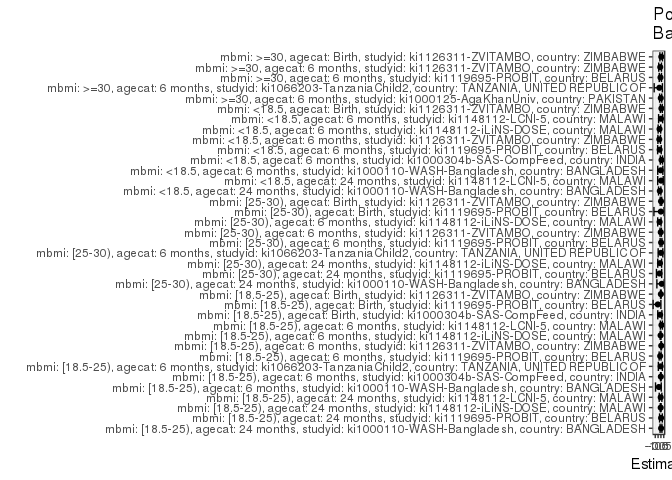 Po
Ba
mbmi: >=30, agecat: Birth, studyid: ki1126311-ZVITAMBO, country: ZIMBABWE
mbmi: >=30, agecat: 6 months, studyid: ki1126311-ZVITAMBO, country: ZIMBABWE
mbmi: >=30, agecat: 6 months, studyid: ki1119695-PROBIT, country: BELARUS
mbmi: >=30, agecat: 6 months, studyid: ki1066203-TanzaniaChild2, country: TANZANIA, UNITED REPUBLIC OF
mbmi: >=30, agecat: 6 months, studyid: ki1000125-AgaKhanUniv, country: PAKISTAN
mbmi: <18.5, agecat: Birth, studyid: ki1126311-ZVITAMBO, country: ZIMBABWE
mbmi: <18.5, agecat: 6 months, studyid: ki1148112-LCNI-5, country: MALAWI
mbmi: <18.5, agecat: 6 months, studyid: ki1148112-iLiNS-DOSE, country: MALAWI
mbmi: <18.5, agecat: 6 months, studyid: ki1126311-ZVITAMBO, country: ZIMBABWE
mbmi: <18.5, agecat: 6 months, studyid: ki1119695-PROBIT, country: BELARUS
mbmi: <18.5, agecat: 6 months, studyid: ki1000304b-SAS-CompFeed, country: INDIA
mbmi: <18.5, agecat: 6 months, studyid: ki1000110-WASH-Bangladesh, country: BANGLADESH
mbmi: <18.5, agecat: 24 months, studyid: ki1148112-LCNI-5, country: MALAWI
mbmi: <18.5, agecat: 24 months, studyid: ki1000110-WASH-Bangladesh, country: BANGLADESH
mbmi: [25-30), agecat: Birth, studyid: ki1126311-ZVITAMBO, country: ZIMBABWE
mbmi: [25-30), agecat: Birth, studyid: ki1119695-PROBIT, country: BELARUS
mbmi: [25-30), agecat: 6 months, studyid: ki1148112-iLiNS-DOSE, country: MALAWI
mbmi: [25-30), agecat: 6 months, studyid: ki1126311-ZVITAMBO, country: ZIMBABWE
mbmi: [25-30), agecat: 6 months, studyid: ki1119695-PROBIT, country: BELARUS
mbmi: [25-30), agecat: 6 months, studyid: ki1066203-TanzaniaChild2, country: TANZANIA, UNITED REPUBLIC OF
mbmi: [25-30), agecat: 24 months, studyid: ki1148112-iLiNS-DOSE, country: MALAWI
mbmi: [25-30), agecat: 24 months, studyid: ki1119695-PROBIT, country: BELARUS
mbmi: [25-30), agecat: 24 months, studyid: ki1000110-WASH-Bangladesh, country: BANGLADESH
mbmi: [18.5-25), agecat: Birth, studyid: ki1126311-ZVITAMBO, country: ZIMBABWE
mbmi: [18.5-25), agecat: Birth, studyid: ki1119695-PROBIT, country: BELARUS
mbmi: [18.5-25), agecat: Birth, studyid: ki1000304b-SAS-CompFeed, country: INDIA
mbmi: [18.5-25), agecat: 6 months, studyid: ki1148112-LCNI-5, country: MALAWI
mbmi: [18.5-25), agecat: 6 months, studyid: ki1148112-iLiNS-DOSE, country: MALAWI
mbmi: [18.5-25), agecat: 6 months, studyid: ki1126311-ZVITAMBO, country: ZIMBABWE
mbmi: [18.5-25), agecat: 6 months, studyid: ki1119695-PROBIT, country: BELARUS
mbmi: [18.5-25), agecat: 6 months, studyid: ki1066203-TanzaniaChild2, country: TANZANIA, UNITED REPUBLIC OF
mbmi: [18.5-25), agecat: 6 months, studyid: ki1000304b-SAS-CompFeed, country: INDIA
mbmi: [18.5-25), agecat: 6 months, studyid: ki1000110-WASH-Bangladesh, country: BANGLADESH
mbmi: [18.5-25), agecat: 24 months, studyid: ki1148112-LCNI-5, country: MALAWI
mbmi: [18.5-25), agecat: 24 months, studyid: ki1148112-iLiNS-DOSE, country: MALAWI
mbmi: [18.5-25), agecat: 24 months, studyid: ki1119695-PROBIT, country: BELARUS
mbmi: [18.5-25), agecat: 24 months, studyid: ki1000110-WASH-Bangladesh, country: BANGLADESH
Estima